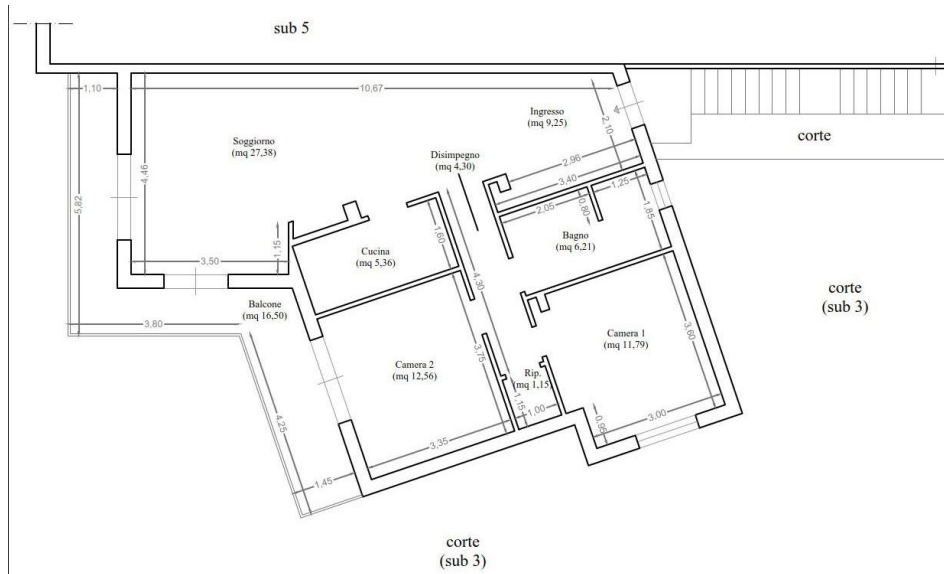 sub 5
1,10
10,67
Ingresso
(mq 9,25)
2,10
corte
Soggiorno
(mq 27,38)
Disimpegno
(mq 4,30)
2,96
3,40
4,46
5,82
1,25
2,05
0,80
1,85
1,60
Bagno
(mq 6,21)
1,15
Cucina
(mq 5,36)
3,50
4,30
Balcone
(mq 16,50)
corte
(sub 3)
3,80
Camera 1
(mq 11,79)
3,60
3,75
Camera 2
(mq 12,56)
Rip.
(mq 1,15)
1,15
1,00
3,00
0,95
4,25
3,35
1,45
corte
(sub 3)